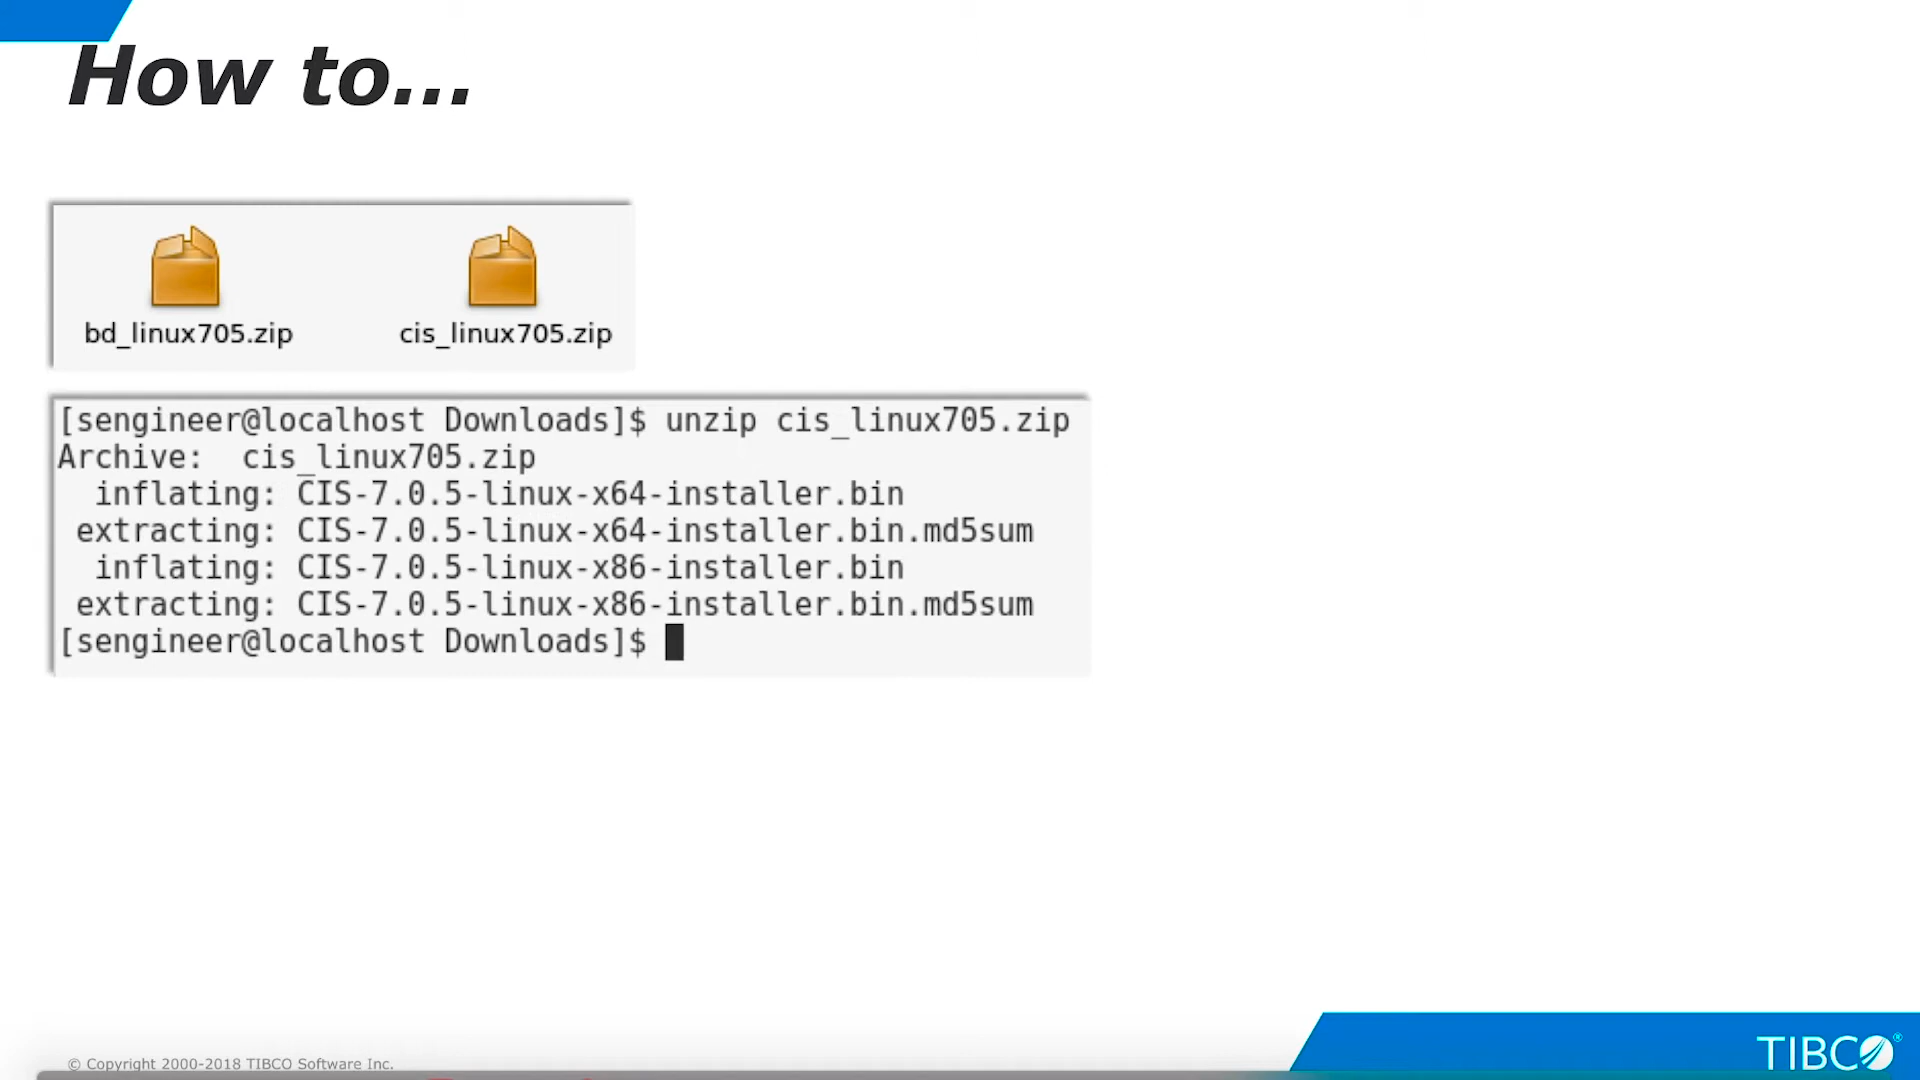 How to...
bd_linux705.zip
cis_linux705.zip
[sengineer@localhost Downloads]$ unzip cis_linux705.zip
Archive:  cis_linux705.zip
  inflating: CIS-7.0.5-linux-x64-installer.bin
 extracting: CIS-7.0.5-linux-x64-installer.bin.md5sum
  inflating: CIS-7.0.5-linux-x86-installer.bin
 extracting: CIS-7.0.5-linux-x86-installer.bin.md5sum
[sengineer@localhost Downloads]$
© Copyright 2000-2018 TIBCO Software Inc.
TIBCO®